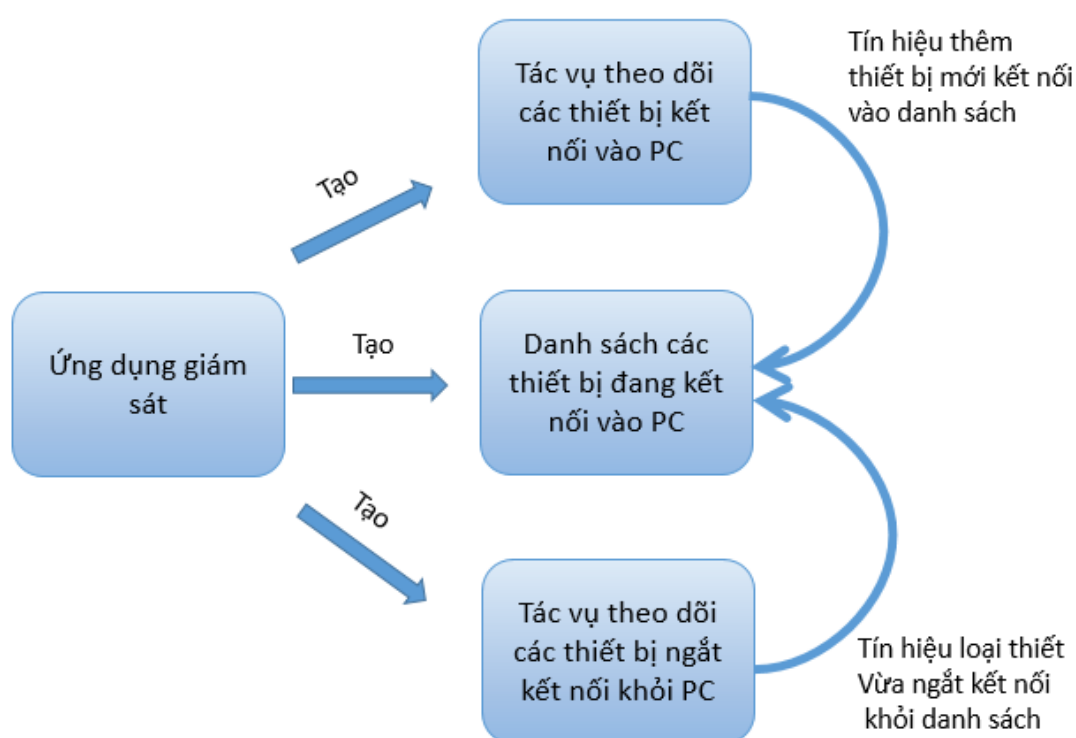 Tác vụ theo dõi
các thiết bị kết
nối vào PC
Tín hiệu thêm
thiết bị mới kết nối
vào danh sách
Tạo
Ứng dụng giám
sát
Tạo
Danh sách các
thiết bị đang kết
nối vào PC
Tạo
Tác vụ theo dõi
các thiết bị ngắt
kết nối khỏi PC
Tín hiệu loại thiết
Vừa ngắt kết nối
khỏi danh sách